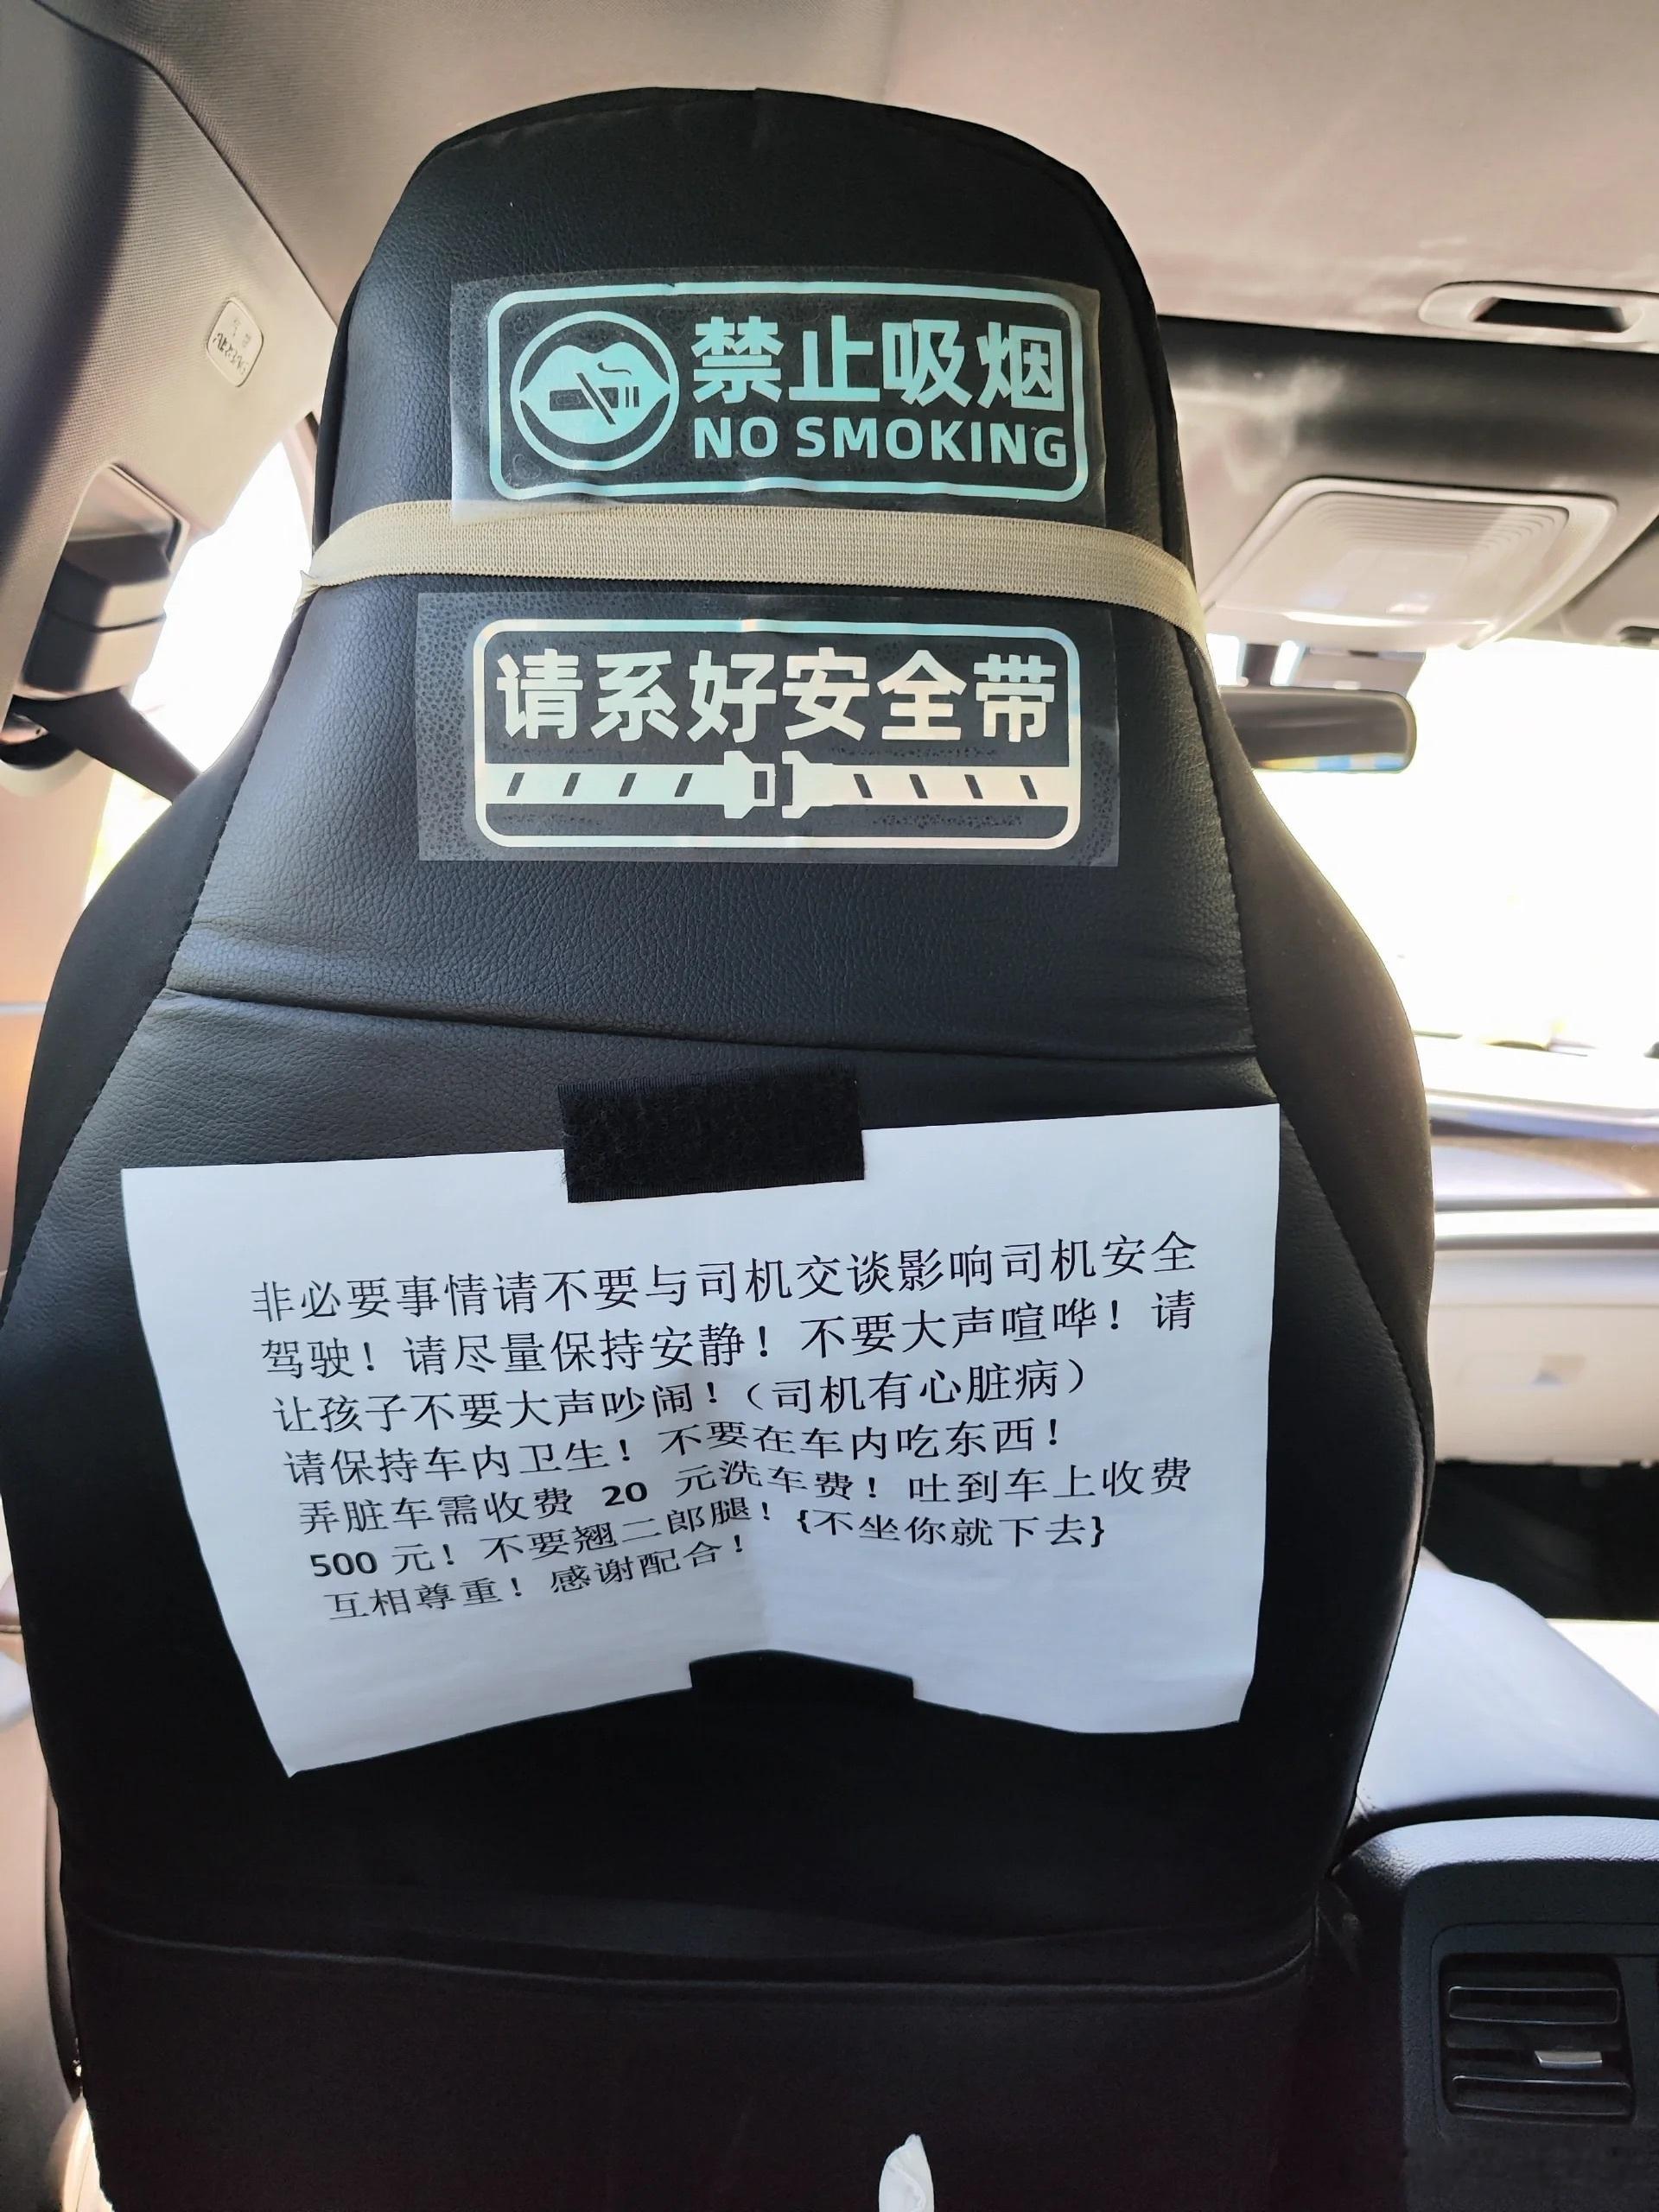 禁止吸烟
NO SMOKING
请系好安全带
非必要事情请不要与司机交谈影响司机安全
驾驶！请尽量保持安静！不要大声喧哗！请
让孩子不要大声吵闹！（司机有心脏病）
请保持车内卫生！不要在车内吃东西！
弄脏车需收费 20 元洗车费！吐到车上收费
500 元！不要翘二郎腿！{不坐你就下去}
互相尊重！感谢配合！